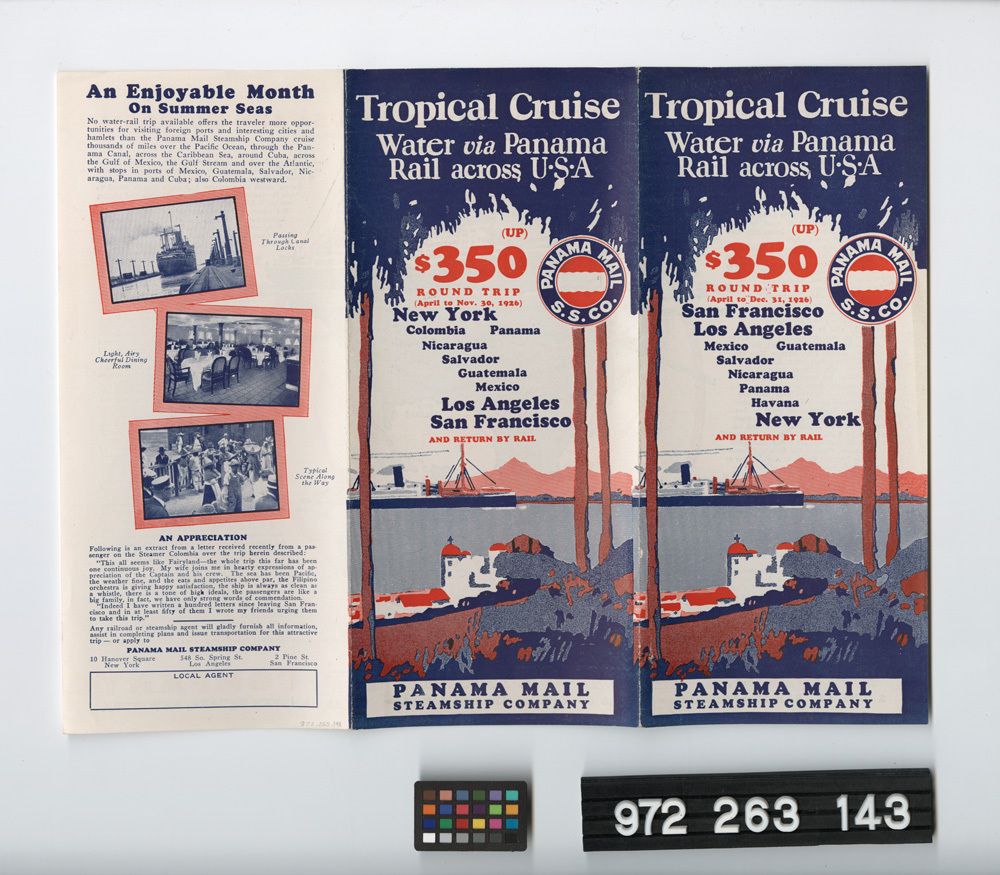 An Enjoyable Month
On Summer Seas
No water-rail trip available offers the traveler more oppor-
tunities for visiting foreign ports and interesting cities and
hamlets than the Panama Mail Steamship Company cruise
thousands of miles over the Pacific Ocean, through the Pan-
ama Canal, across the Caribbean Sea, around Cuba, across
the Gulf of Mexico, the Gulf Stream and over the Atlantic,
with stops in ports of Mexico, Guatemala, Salvador, Nic-
aragua, Panama and Cuba; also Colombia westward.
Passing
Through Canal
Locks
Light, Airy
Cheerful Dining
Room
Typical
Scene Along
the Way
AN APPRECIATION
Following is an extract from a letter received recently from a pas-
senger on the Steamer Colombia over the trip herein described:
"This all seems like Fairyland—the whole trip this far has been
one continuous joy. My wife joins me in hearty expressions of ap-
preciation of the Captain and his crew. The sea has been Pacific,
the weather fine, and the eats and appetites above par, the Filipino
orchestra is giving happy satisfaction, the ship is always as clean as
a whistle, there is a tone of high ideals, the passengers are like a
big family, in fact, we have only strong words of commendation.
"Indeed I have written a hundred letters since leaving San Fran-
cisco and in at least fifty of them I wrote my friends urging them
to take this trip."
Any railroad or steamship agent will gladly furnish all information,
assist in completing plans and issue transportation for this attractive
trip—or apply to
PANAMA MAIL STEAMSHIP COMPANY
10 Hanover Square 548 So. Spring St. 2 Pine St.
New York Los Angeles San Francisco
LOCAL AGENT
Tropical Cruise
Water via Panama
Rail across U·S·A
(UP)
$350
ROUND TRIP
(April to Nov. 30, 1926)
PANAMA MAIL
S.S.CO.
New York
Colombia Panama
Nicaragua
Salvador
Guatemala
Mexico
Los Angeles
San Francisco
AND RETURN BY RAIL
PANAMA MAIL
STEAMSHIP COMPANY
Tropical Cruise
Water via Panama
Rail across U·S·A
(UP)
$350
ROUND TRIP
(April to Dec. 31, 1926)
PANAMA MAIL
S.S.CO.
San Francisco
Los Angeles
Mexico Guatemala
Salvador
Nicaragua
Panama
Havana
New York
AND RETURN BY RAIL
PANAMA MAIL
STEAMSHIP COMPANY
972 263 143